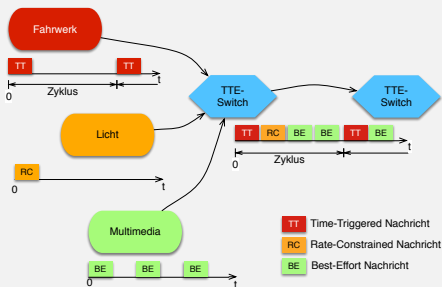 Fahrwerk
TT
TT
0
Zyklus
t
TTE-
Switch
TTE-
Switch
Licht
TT
RC
BE
BE
TT
BE
0
Zyklus
t
RC
0
t
Multimedia
BE
BE
BE
0
t
TT
Time-Triggered Nachricht
RC
Rate-Constrained Nachricht
BE
Best-Effort Nachricht